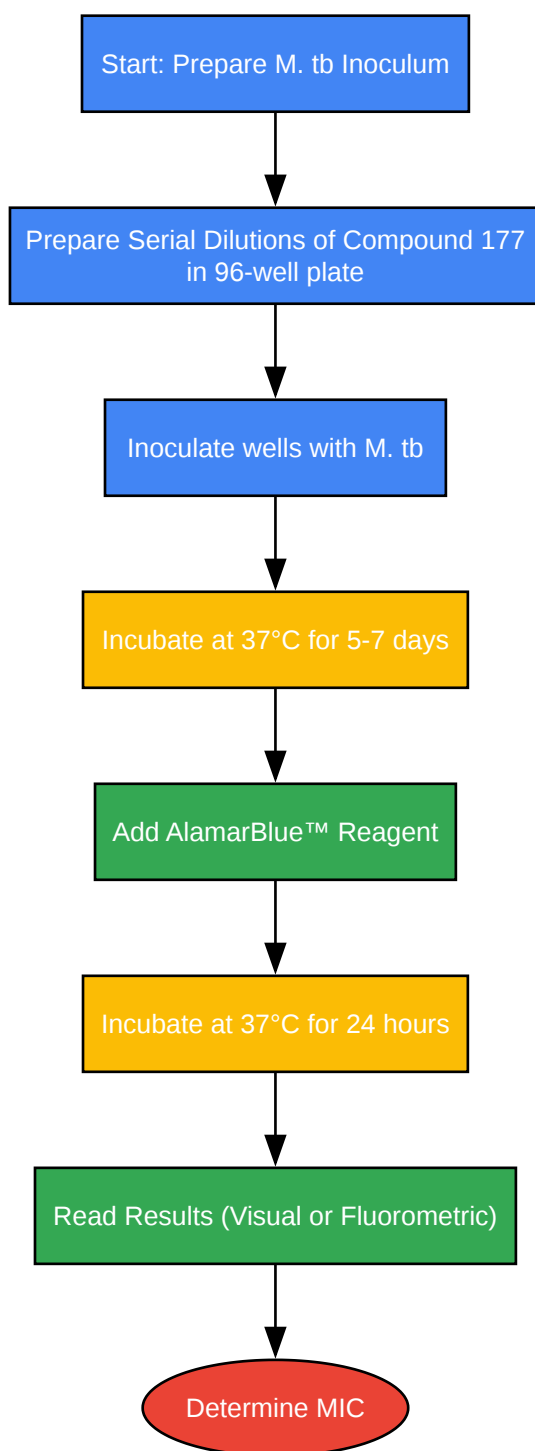 Start: Prepare M. tb Inoculum
Prepare Serial Dilutions of Compound 177
in 96-well plate
Inoculate wells with M. tb
Incubate at 37°C for 5-7 days
Add AlamarBlue™ Reagent
Incubate at 37°C for 24 hours
Read Results (Visual or Fluorometric)
Determine MIC